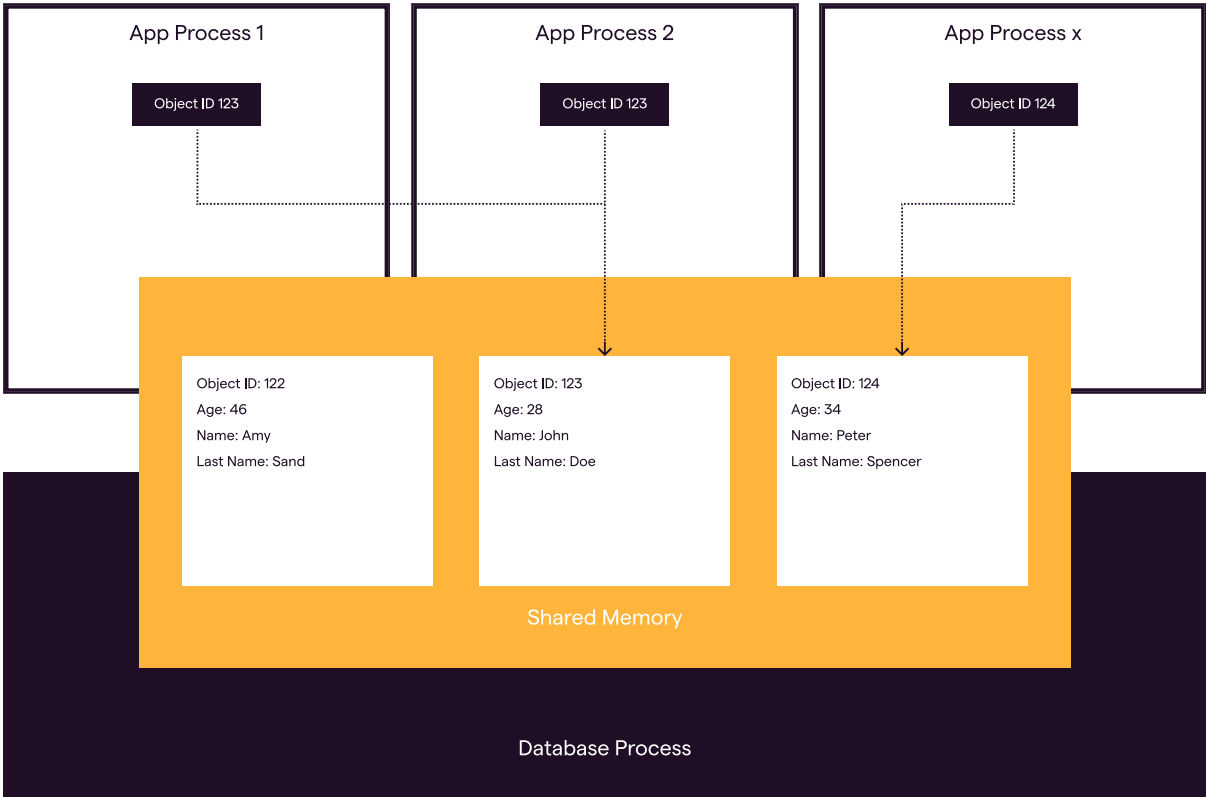 App Process 1
App Process 2
App Process x
Object ID 123
Object ID 123
Object ID 124
Object ID: 122
Age: 46
Name: Amy
Last Name: Sand
Object ID: 123
Age: 28
Name: John
Last Name: Doe
Object ID: 124
Age: 34
Name: Peter
Last Name: Spencer
Shared Memory
Database Process